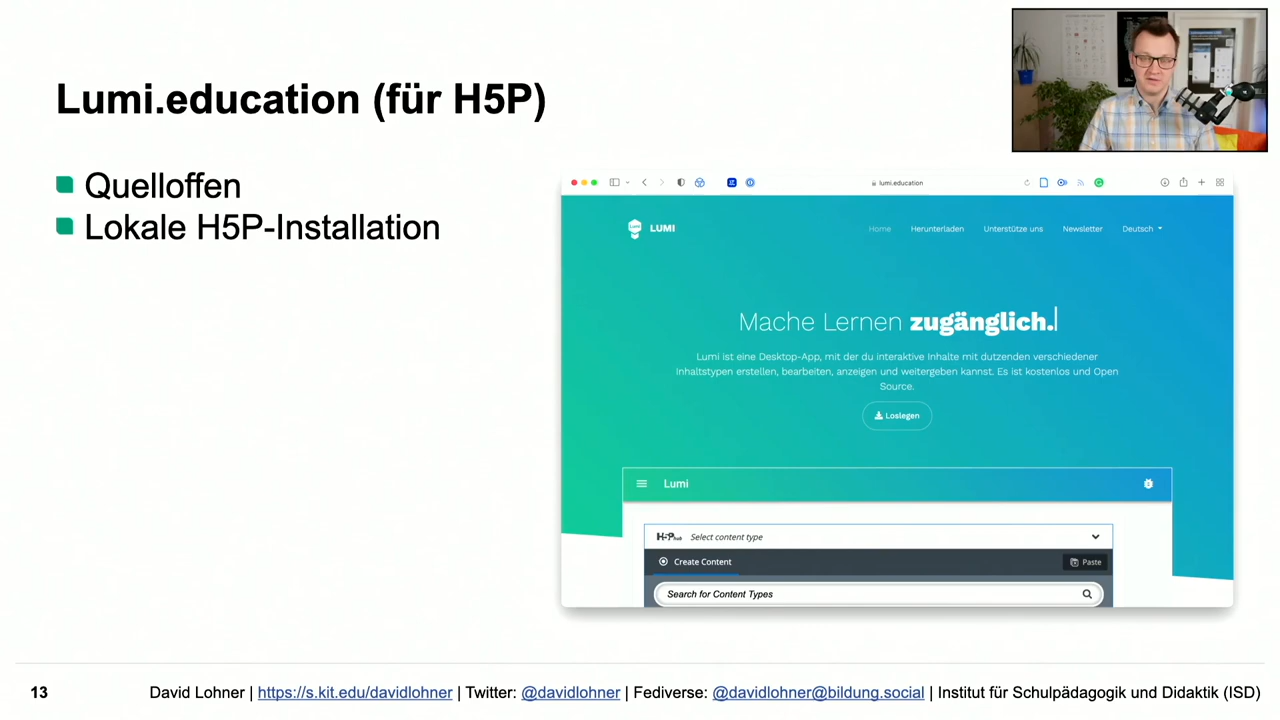 Lumi.education (für H5P)
Quelloffen
Lokale H5P-Installation
lumi.education
LUMI
Home
Herunterladen
Unterstütze uns
Newsletter
Deutsch
Mache Lernen zugänglich.
Lumi ist eine Desktop-App, mit der du interaktive Inhalte mit dutzenden verschiedener
Inhaltstypen erstellen, bearbeiten, anzeigen und weitergeben kannst. Es ist kostenlos und Open
Source.
Loslegen
Lumi
H5P hub Select content type
Create Content
Paste
Search for Content Types
13
David Lohner | https://s.kit.edu/davidlohner | Twitter: @davidlohner | Fediverse: @davidlohner@bildung.social | Institut für Schulpädagogik und Didaktik (ISD)